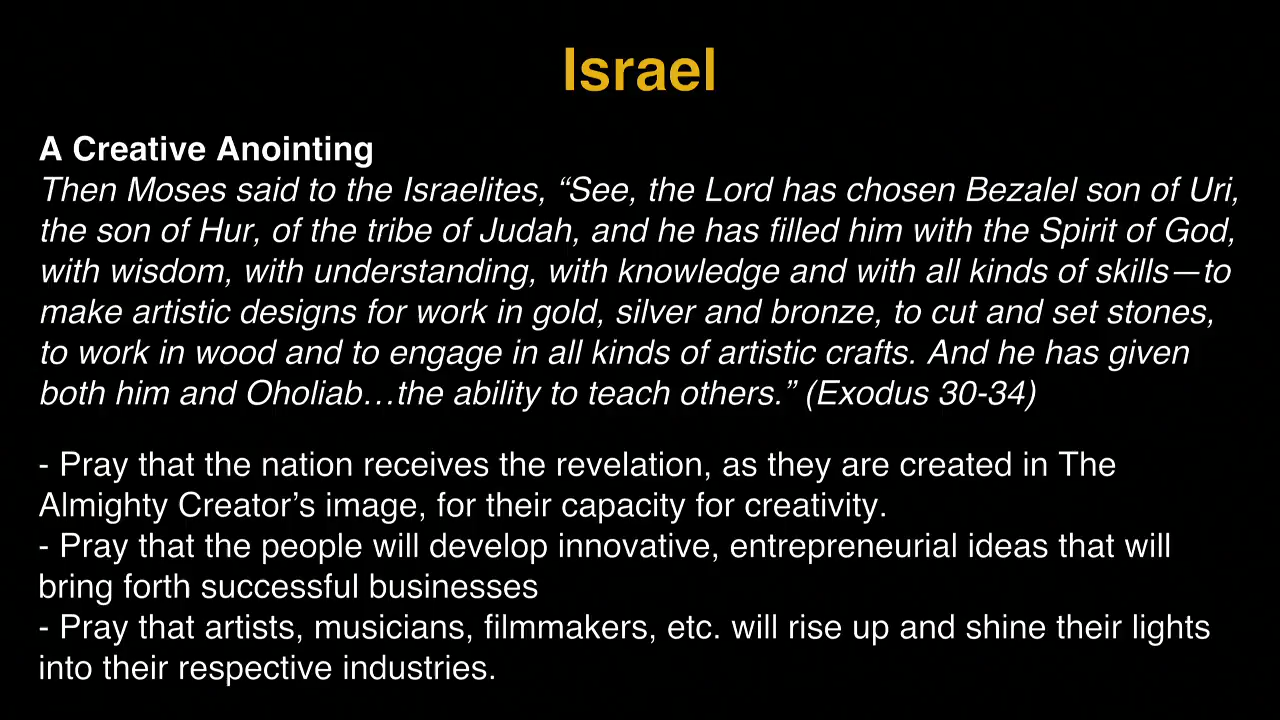 Israel
A Creative Anointing
Then Moses said to the Israelites, “See, the Lord has chosen Bezalel son of Uri,
the son of Hur, of the tribe of Judah, and he has filled him with the Spirit of God,
with wisdom, with understanding, with knowledge and with all kinds of skills—to
make artistic designs for work in gold, silver and bronze, to cut and set stones,
to work in wood and to engage in all kinds of artistic crafts. And he has given
both him and Oholiab…the ability to teach others.” (Exodus 30-34)
- Pray that the nation receives the revelation, as they are created in The
Almighty Creator’s image, for their capacity for creativity.
- Pray that the people will develop innovative, entrepreneurial ideas that will
bring forth successful businesses
- Pray that artists, musicians, filmmakers, etc. will rise up and shine their lights
into their respective industries.